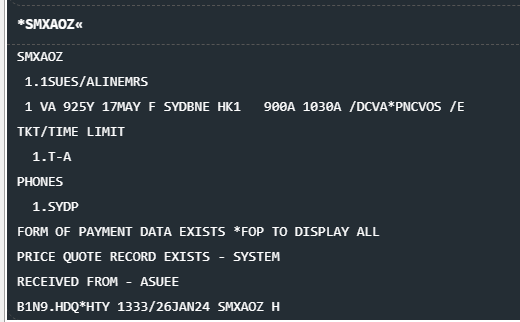 *SMXAOZ«
SMXAOZ
1.1SUES/ALINEMRS
1 VA 925Y 17MAY F SYDBNE HK1 900A 1030A /DCVA*PNCVOS /E
TKT/TIME LIMIT
1.T-A
PHONES
1.SYDP
FORM OF PAYMENT DATA EXISTS *FOP TO DISPLAY ALL
PRICE QUOTE RECORD EXISTS - SYSTEM
RECEIVED FROM - ASUEE
B1N9.HDQ*HTY 1333/26JAN24 SMXAOZ H